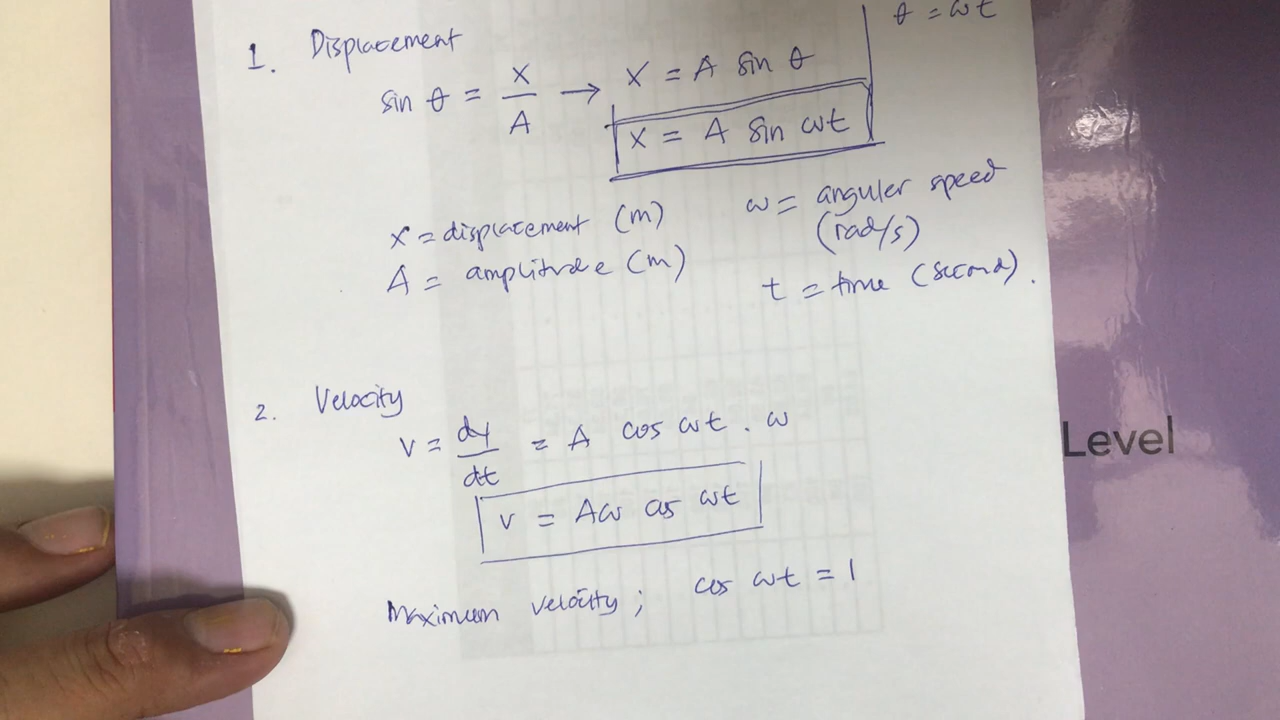 θ = ωt
1. Displacement
sin θ = x/A → x = A sin θ
x = A sin ωt
x = displacement (m)
A = amplitude (m)
ω = anguler speed
(rad/s)
t = time (second).
2. Velocity
v = dy/dt = A cos ωt . ω
v = Aω cos ωt
Maximum velocity; cos ωt = 1
Level